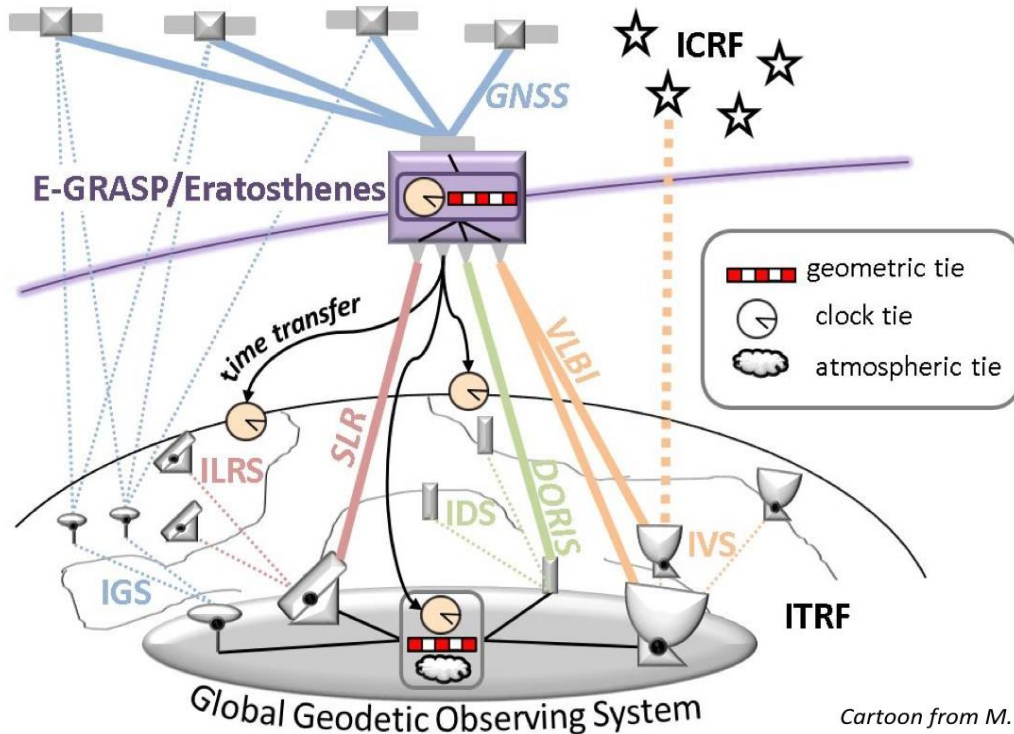 ICRF
GNSS
E-GRASP/Eratosthenes
geometric tie
clock tie
atmospheric tie
time transfer
SLR
VLBI
DORIS
ILRS
IDS
IVS
IGS
ITRF
Global Geodetic Observing System
Cartoon from M.